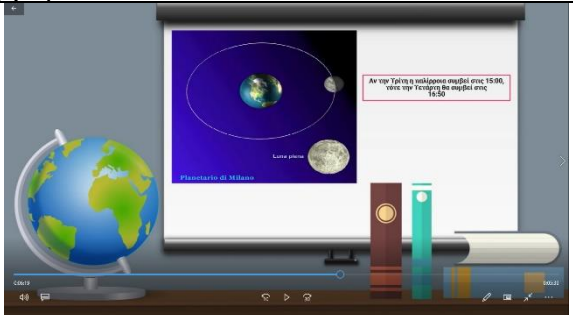 Αν την Τρίτη η παλίρροια συμβεί στις 15:00,
τότε την Τετάρτη θα συμβεί στις
16:50
Luna piena
Planetario di Milano